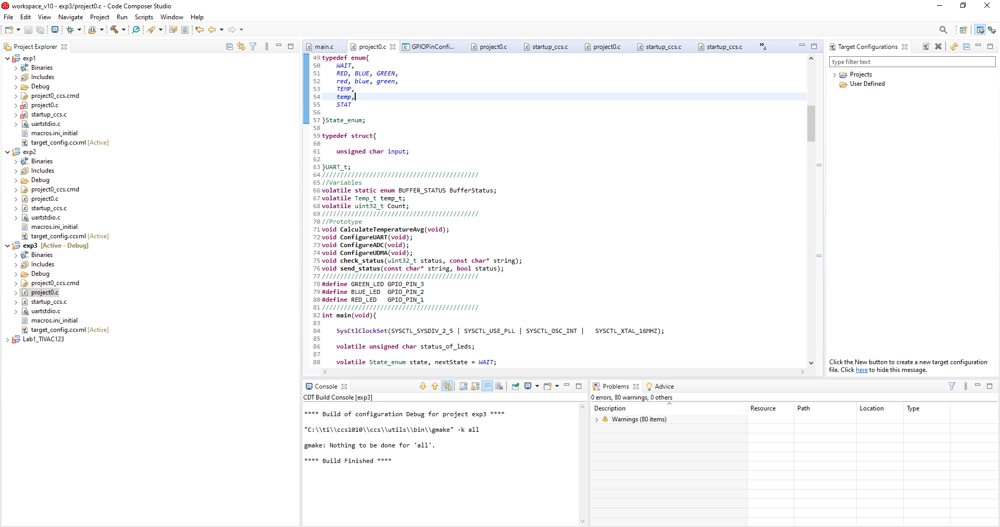 workspace_v10 - exp3/project0.c - Code Composer Studio
File Edit View Navigate Project Run Scripts Window Help
Project Explorer
exp1
Binaries
Includes
Debug
project0_ccs.cmd
project0.c
startup_ccs.c
uartstdio.c
macros.ini_initial
target_config.ccxml [Active]
exp2
Binaries
Includes
Debug
project0_ccs.cmd
project0.c
startup_ccs.c
uartstdio.c
macros.ini_initial
target_config.ccxml [Active]
exp3 [Active - Debug]
Binaries
Includes
Debug
project0_ccs.cmd
project0.c
startup_ccs.c
uartstdio.c
macros.ini_initial
target_config.ccxml [Active]
Lab1_TIVAC123
main.c project0.c GPIOPinConfi... project0.c startup_ccs.c project0.c startup_ccs.c startup_ccs.c »4
49 typedef enum{
50 WAIT,
51 RED, BLUE, GREEN,
52 red, blue, green,
53 TEMP,
54 temp,
55 STAT
56
57 }State_enum;
58
59 typedef struct{
60
61 unsigned char input;
62
63 }UART_t;
64 ///////////////////////////////////////////
65 //Variables
66 volatile static enum BUFFER_STATUS BufferStatus;
67 volatile Temp_t temp_t;
68 volatile uint32_t Count;
69 ///////////////////////////////////////////
70 //Prototype
71 void CalculateTemperatureAvg(void);
72 void ConfigureUART(void);
73 void ConfigureADC(void);
74 void ConfigureUDMA(void);
75 void check_status(uint32_t status, const char* string);
76 void send_status(const char* string, bool status);
77 ///////////////////////////////////////////
78 #define GREEN_LED GPIO_PIN_3
79 #define BLUE_LED GPIO_PIN_2
80 #define RED_LED GPIO_PIN_1
81 ///////////////////////////////////////////
82 int main(void){
83
84 SysCtlClockSet(SYSCTL_SYSDIV_2_5 | SYSCTL_USE_PLL | SYSCTL_OSC_INT | SYSCTL_XTAL_16MHZ);
85
86 volatile unsigned char status_of_leds;
87
88 volatile State_enum state, nextState = WAIT;
Target Configurations
type filter text
Projects
User Defined
Click the New button to create a new target configuration
file. Click here to hide this message.
Console
CDT Build Console [exp3]
**** Build of configuration Debug for project exp3 ****
"C:\\ti\\ccs1010\\ccs\\utils\\bin\\gmake" -k all
gmake: Nothing to be done for 'all'.
**** Build Finished ****
Problems Advice
0 errors, 80 warnings, 0 others
Description Resource Path Location Type
Warnings (80 items)